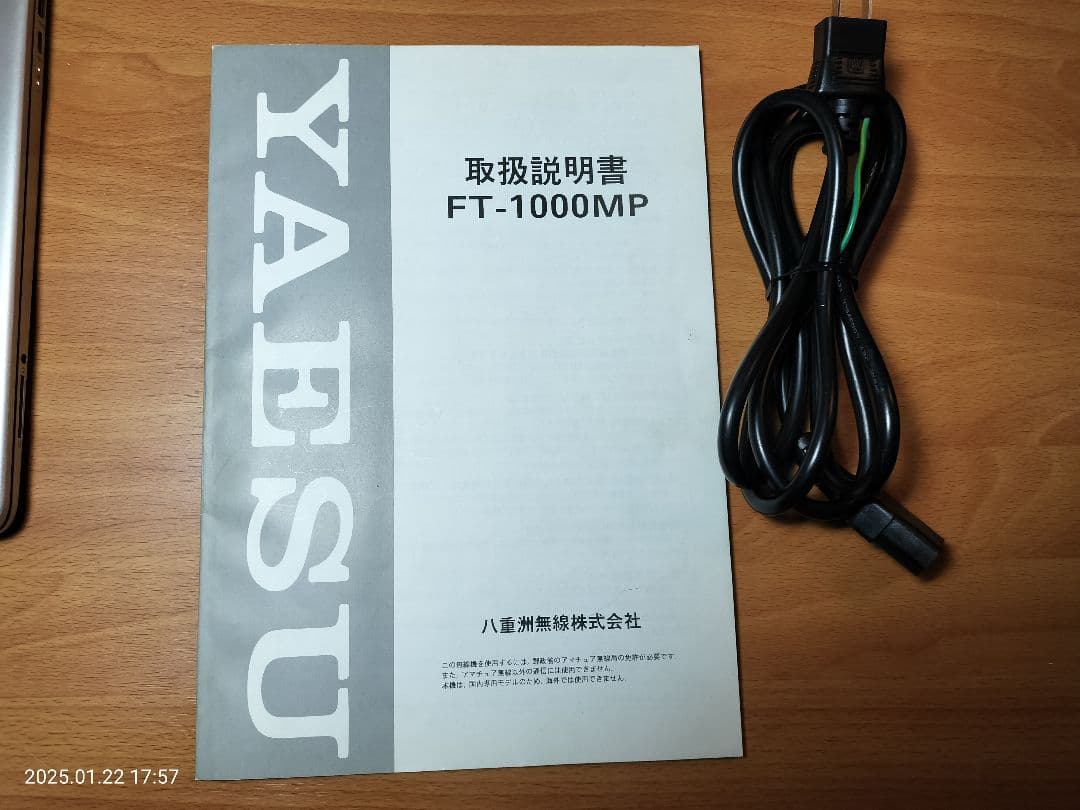 YAESU
取扱説明書
FT-1000MP
八重洲無線株式会社
この無線機を使用するには、郵政省のアマチュア無線局の免許が必要です
また、アマチュア無線以外の通信には使用できません。
本機は、国内専用モデルのため、海外では使用できません。
2025.01.22 17:57